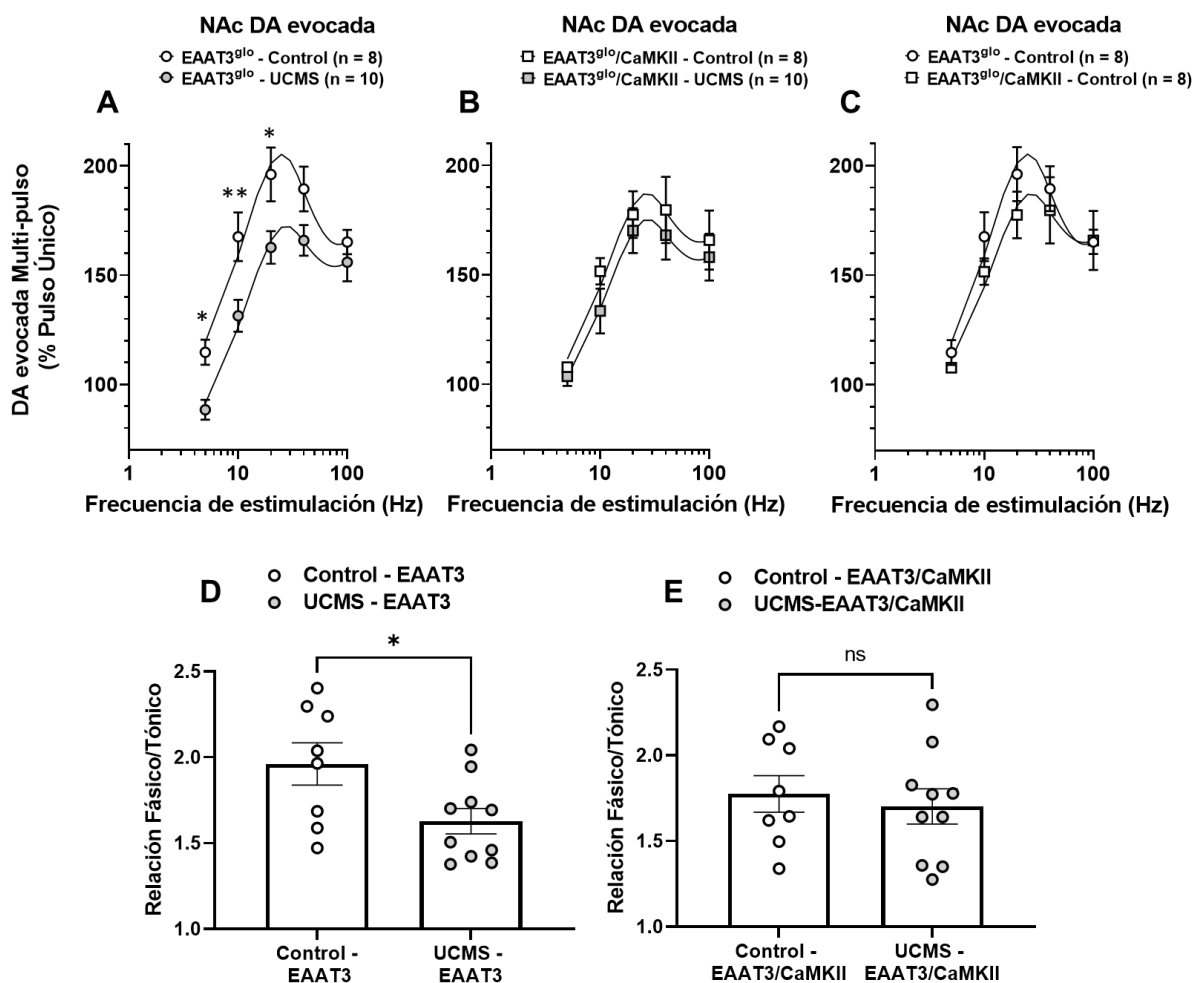 NAc DA evocada
EAAT3glo - Control (n = 8)
EAAT3glo - UCMS (n = 10)
NAc DA evocada
EAAT3glo/CaMKII - Control (n = 8)
EAAT3glo/CaMKII - UCMS (n = 10)
NAc DA evocada
EAAT3glo - Control (n = 8)
EAAT3glo/CaMKII - Control (n = 8)
A
B
C
DA evocada Multi-pulso
(% Pulso Único)
200
150
100
*
**
*
1
10
100
Frecuencia de estimulación (Hz)
200
150
100
1
10
100
Frecuencia de estimulación (Hz)
200
150
100
1
10
100
Frecuencia de estimulación (Hz)
D
Control - EAAT3
UCMS - EAAT3
*
Relación Fásico/Tónico
2.5
2.0
1.5
1.0
Control -
EAAT3
UCMS -
EAAT3
E
Control - EAAT3/CaMKII
UCMS-EAAT3/CaMKII
ns
Relación Fásico/Tónico
2.5
2.0
1.5
1.0
Control -
EAAT3/CaMKII
UCMS -
EAAT3/CaMKII